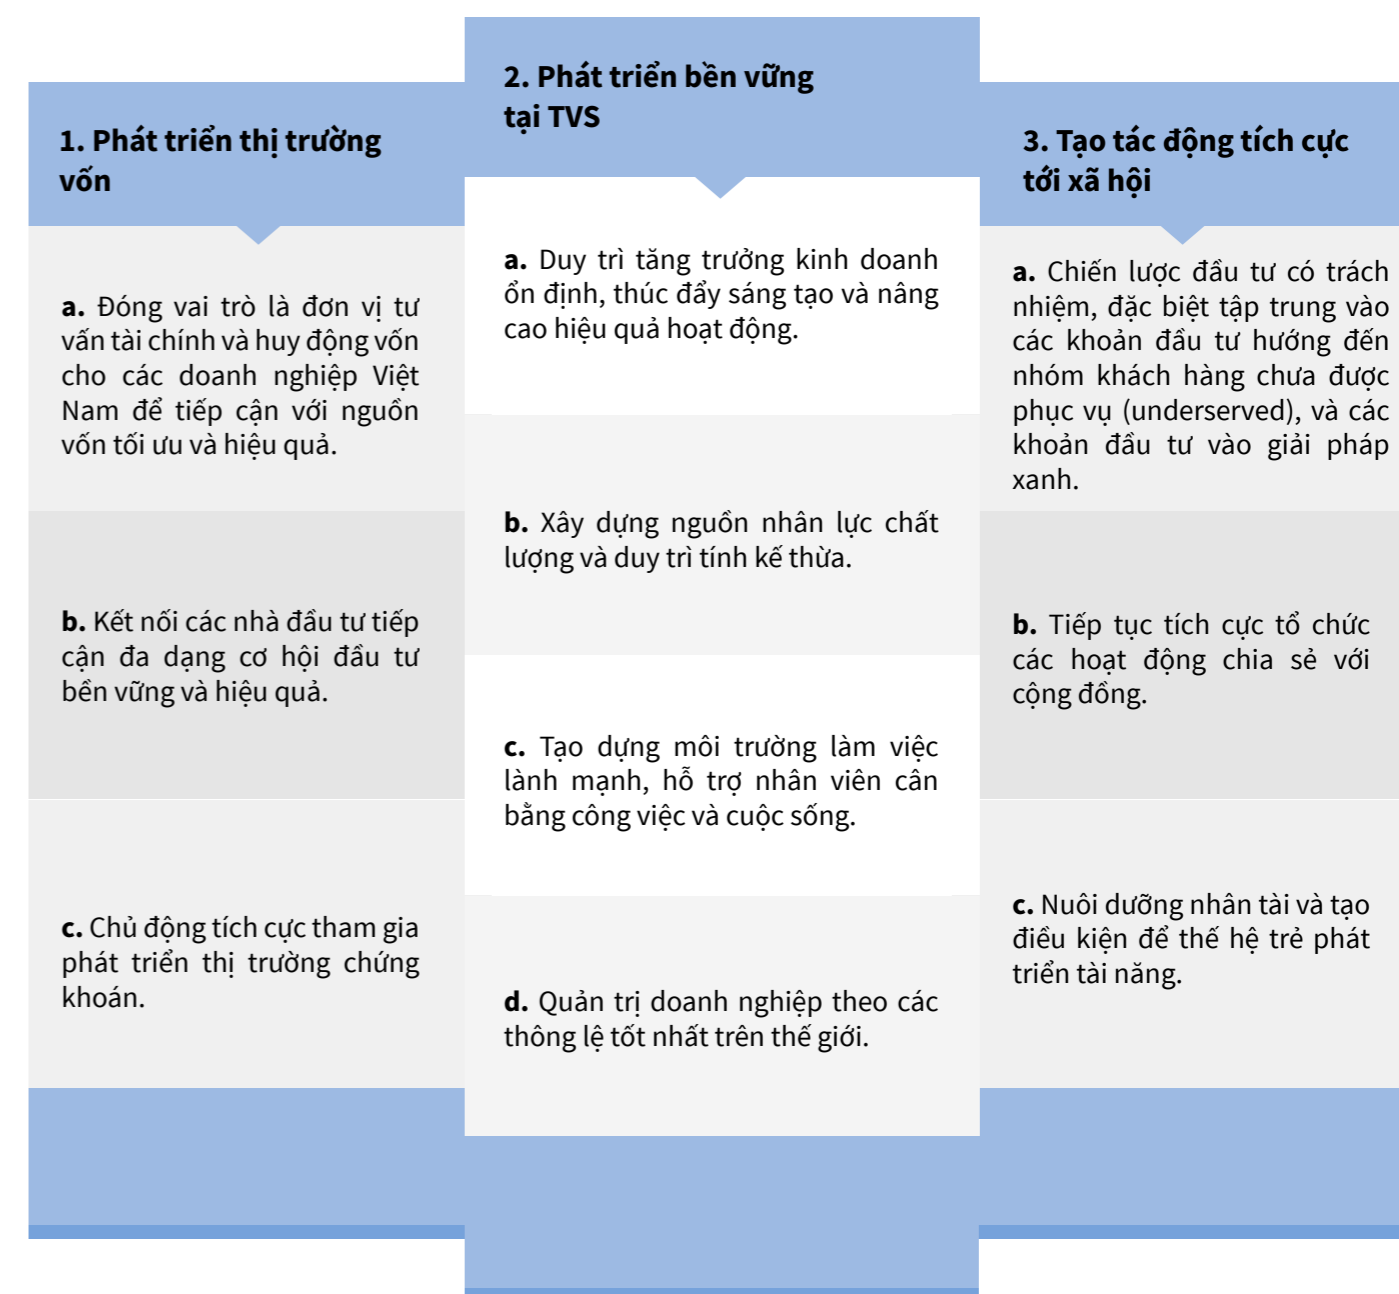 1. Phát triển thị trường
vốn
a. Đóng vai trò là đơn vị tư
vấn tài chính và huy động vốn
cho các doanh nghiệp Việt
Nam để tiếp cận với nguồn
vốn tối ưu và hiệu quả.
b. Kết nối các nhà đầu tư tiếp
cận đa dạng cơ hội đầu tư
bền vững và hiệu quả.
c. Chủ động tích cực tham gia
phát triển thị trường chứng
khoán.
2. Phát triển bền vững
tại TVS
a. Duy trì tăng trưởng kinh doanh
ổn định, thúc đẩy sáng tạo và nâng
cao hiệu quả hoạt động.
b. Xây dựng nguồn nhân lực chất
lượng và duy trì tính kế thừa.
c. Tạo dựng môi trường làm việc
lành mạnh, hỗ trợ nhân viên cân
bằng công việc và cuộc sống.
d. Quản trị doanh nghiệp theo các
thông lệ tốt nhất trên thế giới.
3. Tạo tác động tích cực
tới xã hội
a. Chiến lược đầu tư có trách
nhiệm, đặc biệt tập trung vào
các khoản đầu tư hướng đến
nhóm khách hàng chưa được
phục vụ (underserved), và các
khoản đầu tư vào giải pháp
xanh.
b. Tiếp tục tích cực tổ chức
các hoạt động chia sẻ với
cộng đồng.
c. Nuôi dưỡng nhân tài và tạo
điều kiện để thế hệ trẻ phát
triển tài năng.